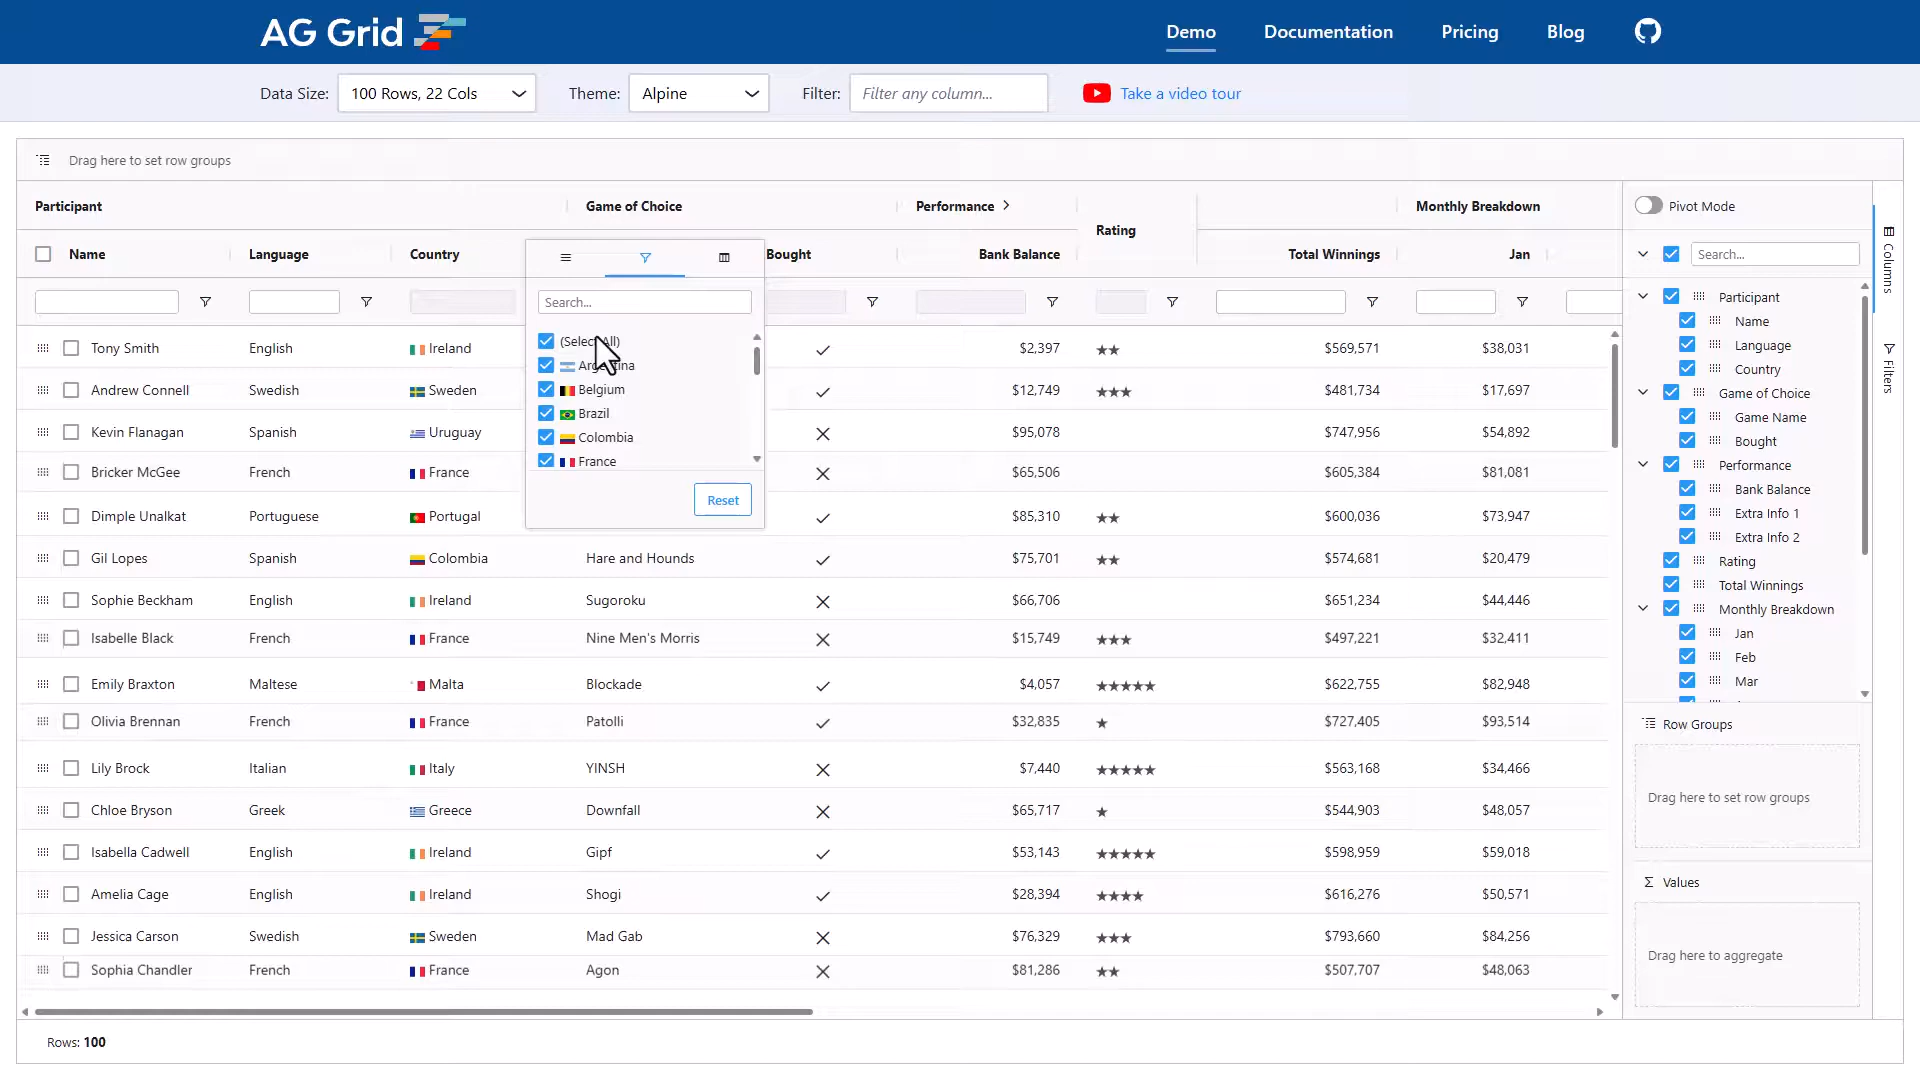 AG Grid
Demo Documentation Pricing Blog
Data Size: 100 Rows, 22 Cols Theme: Alpine Filter: Filter any column... Take a video tour
Drag here to set row groups
Participant Game of Choice Performance Rating Monthly Breakdown
Name Language Country Bought Bank Balance Total Winnings Jan
Tony Smith English Ireland $2,397 ★★ $569,571 $38,031
Andrew Connell Swedish Sweden $12,749 ★★★ $481,734 $17,697
Kevin Flanagan Spanish Uruguay $95,078 $747,956 $54,892
Bricker McGee French France $65,506 $605,384 $81,081
Dimple Unalkat Portuguese Portugal $85,310 ★★ $600,036 $73,947
Gil Lopes Spanish Colombia Hare and Hounds $75,701 ★★ $574,681 $20,479
Sophie Beckham English Ireland Sugoroku $66,706 $651,234 $44,446
Isabelle Black French France Nine Men's Morris $15,749 ★★★ $497,221 $32,411
Emily Braxton Maltese Malta Blockade $4,057 ★★★★★ $622,755 $82,948
Olivia Brennan French France Patolli $32,835 ★ $727,405 $93,514
Lily Brock Italian Italy YINSH $7,440 ★★★★★ $563,168 $34,466
Chloe Bryson Greek Greece Downfall $65,717 ★ $544,903 $48,057
Isabella Cadwell English Ireland Gipf $53,143 ★★★★★ $598,959 $59,018
Amelia Cage English Ireland Shogi $28,394 ★★★★ $616,276 $50,571
Jessica Carson Swedish Sweden Mad Gab $76,329 ★★★ $793,660 $84,256
Sophia Chandler French France Agon $81,286 ★★ $507,707 $48,063
Rows: 100
Search...
(Select All)
Argentina
Belgium
Brazil
Colombia
France
Reset
Pivot Mode
Search...
Participant
Name
Language
Country
Game of Choice
Game Name
Bought
Performance
Bank Balance
Extra Info 1
Extra Info 2
Rating
Total Winnings
Monthly Breakdown
Jan
Feb
Mar
Row Groups
Drag here to set row groups
Σ Values
Drag here to aggregate
Columns
Filters